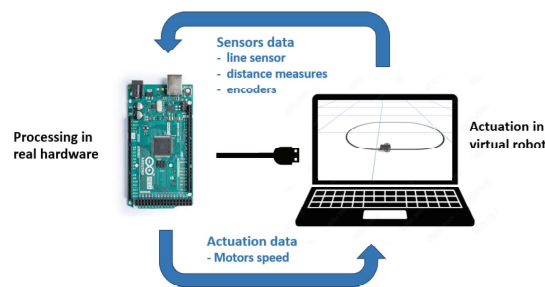 Sensors data
- line sensor
- distance measures
- encoders
Processing in
real hardware
Actuation in
virtual robot
Actuation data
- Motors speed